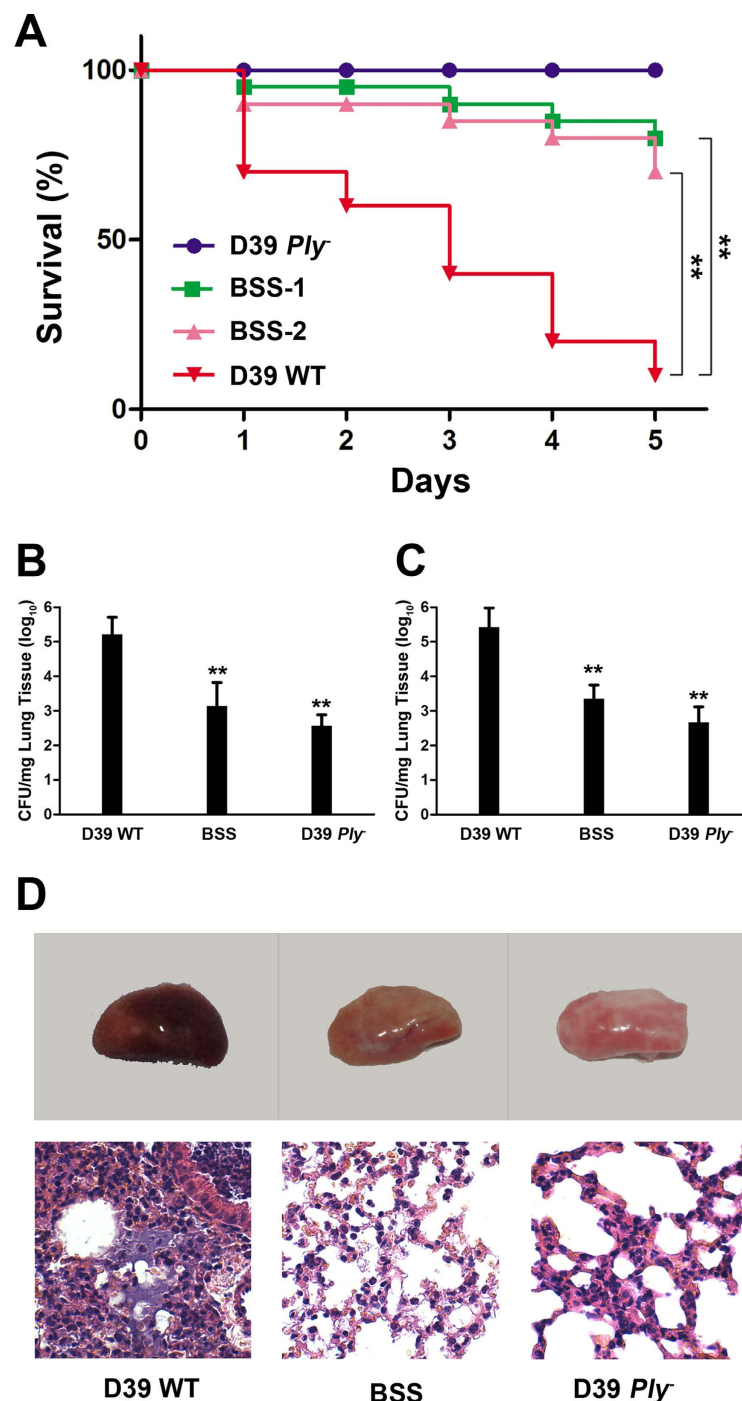 A
Survival (%)
100
50
0
D39 Ply-
BSS-1
BSS-2
D39 WT
**
**
0 1 2 3 4 5
Days
B
CFU/mg Lung Tissue (log10)
6
5
4
3
2
1
0
**
**
D39 WT BSS D39 Ply-
C
CFU/mg Lung Tissue (log10)
6
5
4
3
2
1
0
**
**
D39 WT BSS D39 Ply-
D
D39 WT BSS D39 Ply-